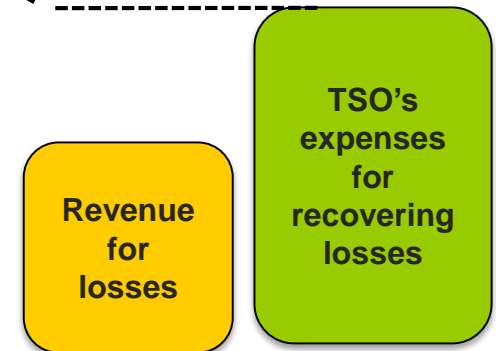 Revenue
for
losses
TSO's
expenses
for
recovering
losses